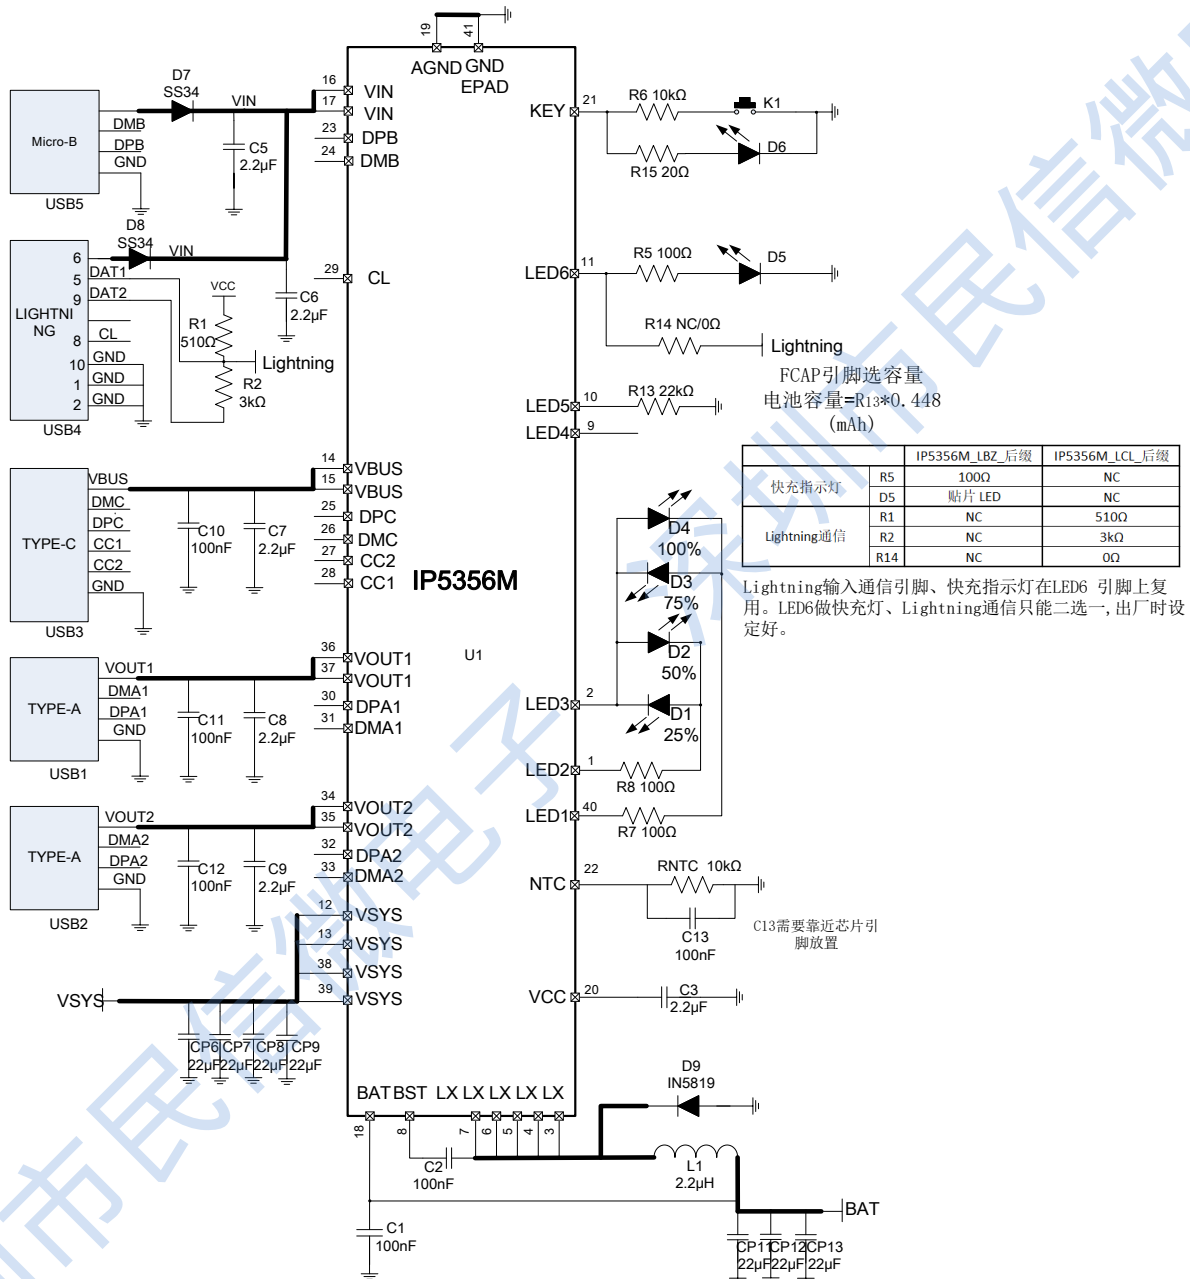 19
41
AGND GND
EPAD
Micro-B
DMB
DPB
GND
USB5
D7
SS34
VIN
C5
2.2μF
16
VIN
17
VIN
23
DPB
24
DMB
KEY
21
R6 10kΩ
K1
D6
R15 20Ω
LIGHTNI
NG
6
5
DAT1
9
DAT2
8
CL
10
GND
1
GND
2
GND
USB4
D8
SS34
VIN
C6
2.2μF
VCC
R1
510Ω
R2
3kΩ
Lightning
29
CL
LED6
11
R5 100Ω
D5
R14 NC/0Ω
Lightning
LED5
10
R13 22kΩ
LED4
9
FCAP引脚选容量
电池容量=R13*0.448
(mAh)
IP5356M_LBZ_后缀
IP5356M_LCL_后缀
快充指示灯
R5
100Ω
NC
D5
贴片 LED
NC
Lightning通信
R1
NC
510Ω
R2
NC
3kΩ
R14
NC
0Ω
Lightning输入通信引脚、快充指示灯在LED6 引脚上复
用。LED6做快充灯、Lightning通信只能二选一,出厂时设
定好。
TYPE-C
VBUS
DMC
DPC
CC1
CC2
GND
USB3
C10
100nF
C7
2.2μF
14
VBUS
15
VBUS
25
DPC
26
DMC
27
CC2
28
CC1
IP5356M
U1
D4
100%
D3
75%
D2
50%
D1
25%
LED3
2
LED2
1
R8 100Ω
LED1
40
R7 100Ω
TYPE-A
VOUT1
DMA1
DPA1
GND
USB1
C11
100nF
C8
2.2μF
36
VOUT1
37
VOUT1
30
DPA1
31
DMA1
TYPE-A
VOUT2
DMA2
DPA2
GND
USB2
C12
100nF
C9
2.2μF
34
VOUT2
35
VOUT2
32
DPA2
33
DMA2
NTC
22
RNTC 10kΩ
C13
100nF
C13需要靠近芯片引
脚放置
12
VSYS
13
VSYS
38
VSYS
39
VSYS
VSYS
CP6
22μF
CP7
22μF
CP8
22μF
CP9
22μF
VCC
20
C3
2.2μF
BAT BST LX LX LX LX LX
18
8
7
6
5
4
3
D9
IN5819
C2
100nF
L1
2.2μH
C1
100nF
BAT
CP11
22μF
CP12
22μF
CP13
22μF
深圳市民信微
深圳市民信微电子